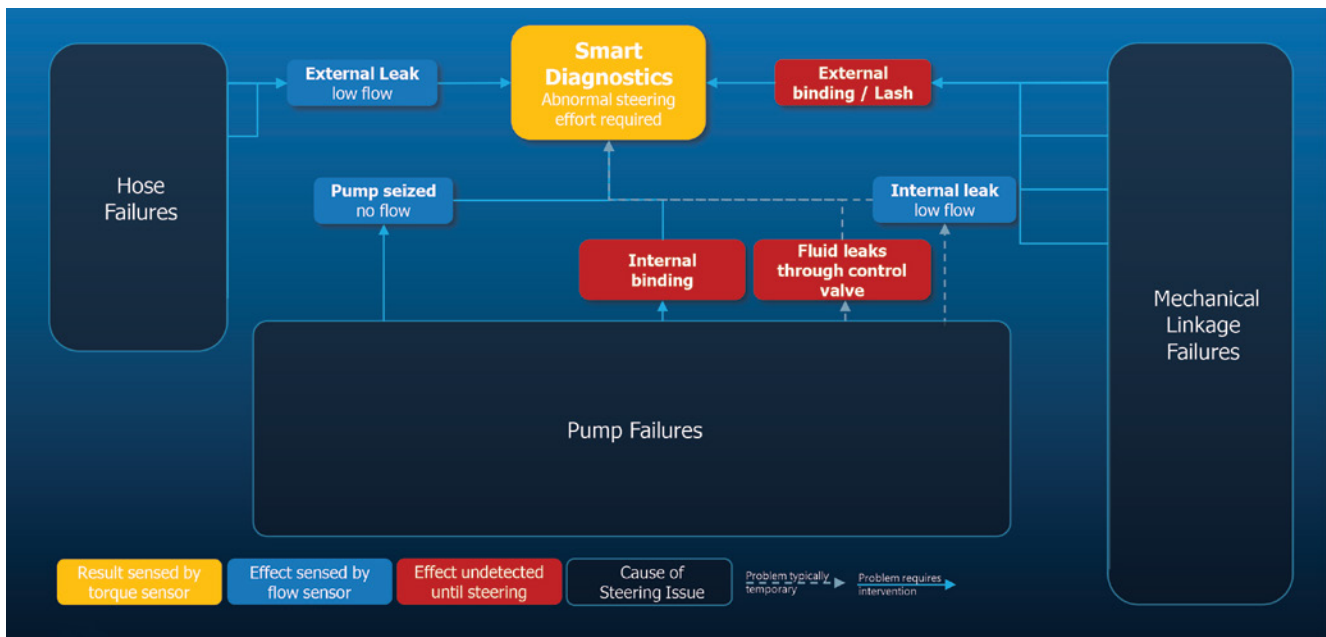 Smart
Diagnostics
Abnormal steering
effort required
External Leak
low flow
External
binding / Lash
Hose
Failures
Pump seized
no flow
Internal leak
low flow
Internal
binding
Fluid leaks
through control
valve
Mechanical
Linkage
Failures
Pump Failures
Result sensed by
torque sensor
Effect sensed by
flow sensor
Effect undetected
until steering
Cause of
Steering Issue
Problem typically
temporary
Problem requires
intervention